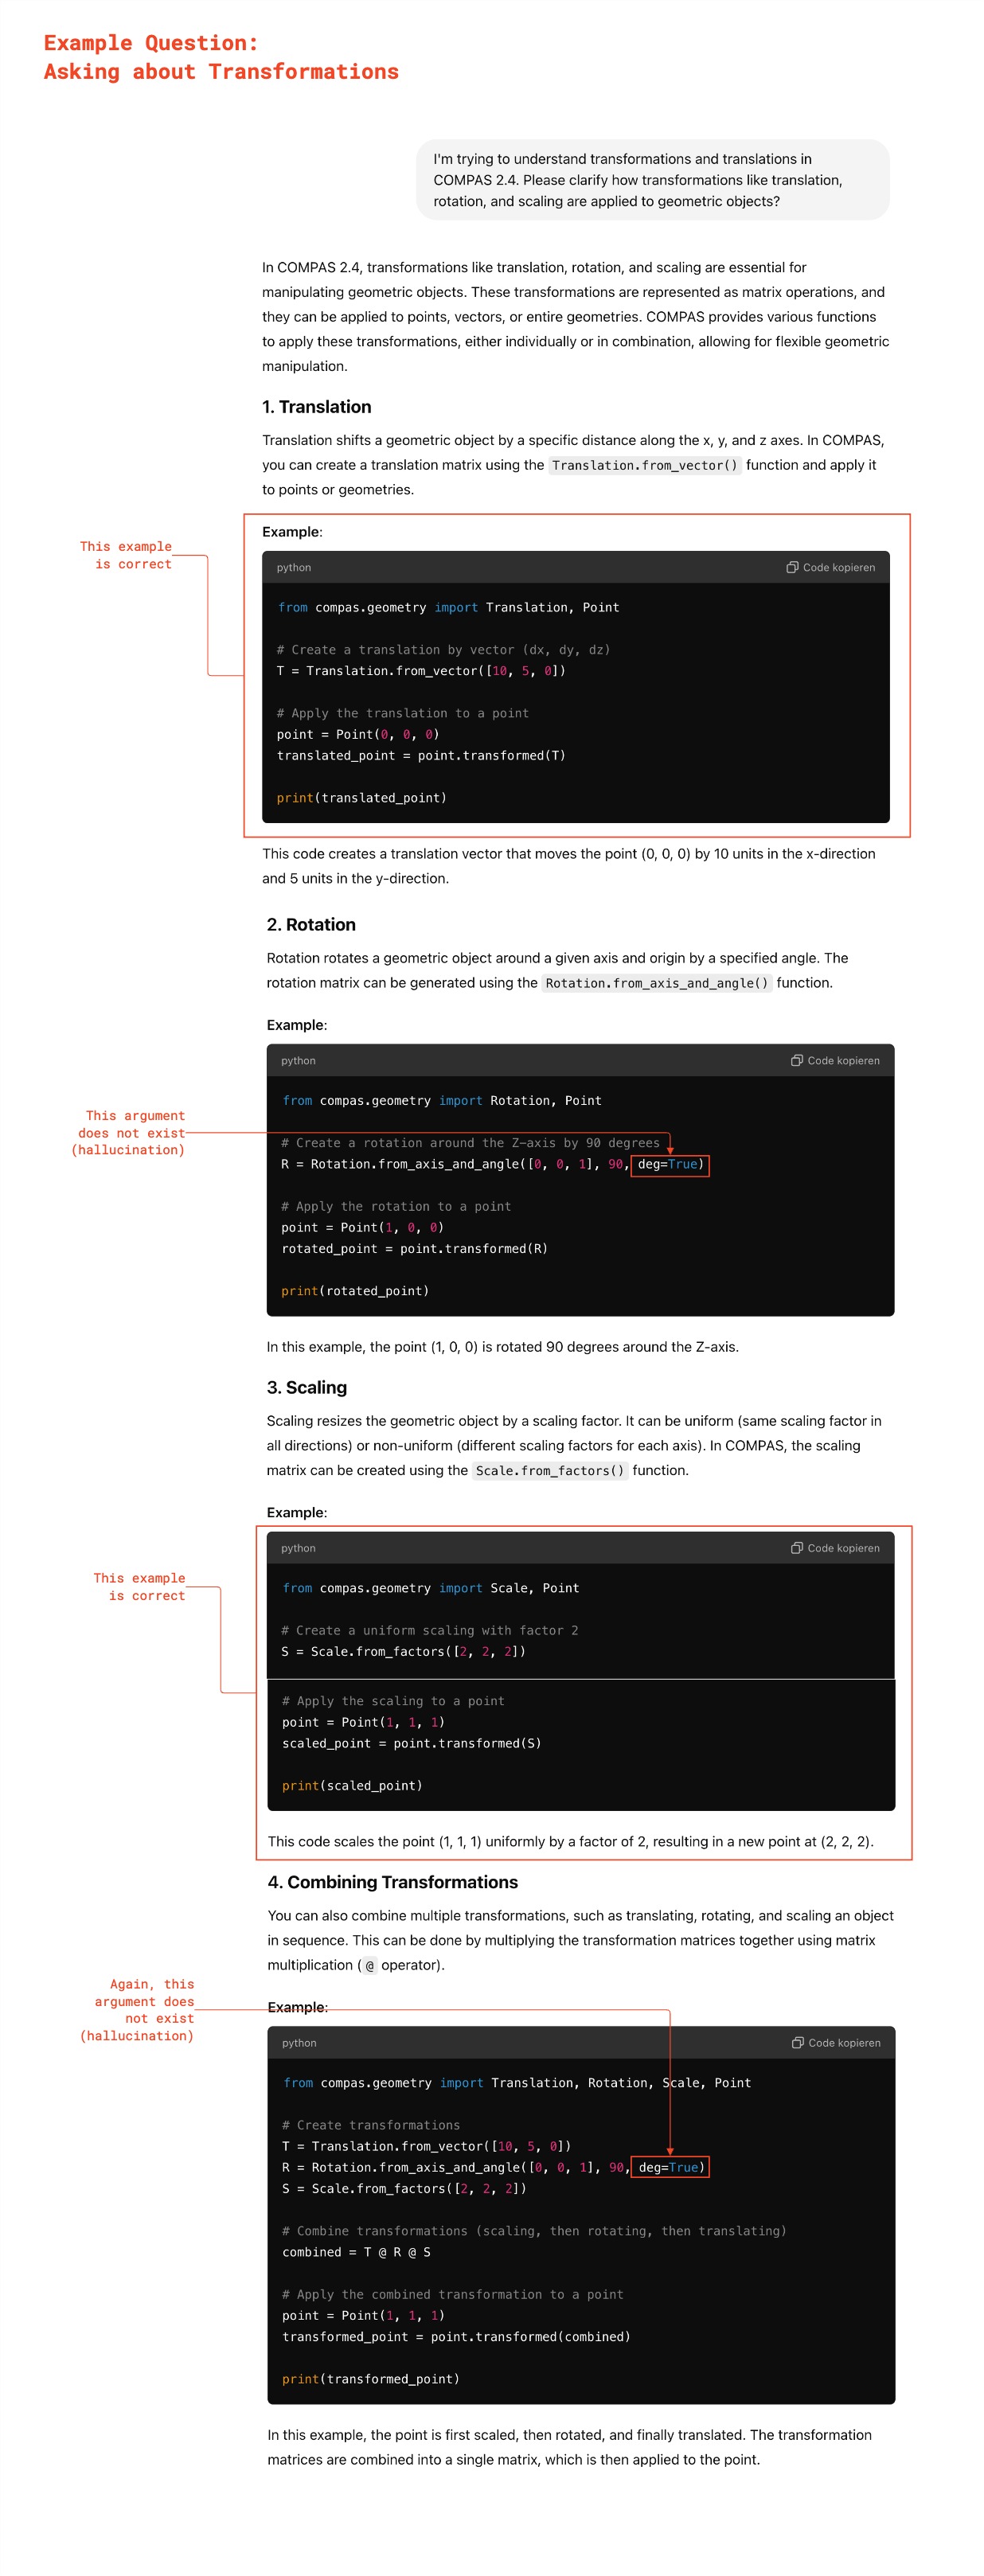 Example Question:
Asking about Transformations
I'm trying to understand transformations and translations in
COMPAS 2.4. Please clarify how transformations like translation,
rotation, and scaling are applied to geometric objects?
In COMPAS 2.4, transformations like translation, rotation, and scaling are essential for
manipulating geometric objects. These transformations are represented as matrix operations, and
they can be applied to points, vectors, or entire geometries. COMPAS provides various functions
to apply these transformations, either individually or in combination, allowing for flexible geometric
manipulation.
1. Translation
Translation shifts a geometric object by a specific distance along the x, y, and z axes. In COMPAS,
you can create a translation matrix using the Translation.from_vector() function and apply it
to points or geometries.
This example
is correct
Example:
python
Code kopieren
from compas.geometry import Translation, Point
# Create a translation by vector (dx, dy, dz)
T = Translation.from_vector([10, 5, 0])
# Apply the translation to a point
point = Point(0, 0, 0)
translated_point = point.transformed(T)
print(translated_point)
This code creates a translation vector that moves the point (0, 0, 0) by 10 units in the x-direction
and 5 units in the y-direction.
2. Rotation
Rotation rotates a geometric object around a given axis and origin by a specified angle. The
rotation matrix can be generated using the Rotation.from_axis_and_angle() function.
Example:
python
Code kopieren
from compas.geometry import Rotation, Point
This argument
does not exist
(hallucination)
# Create a rotation around the Z-axis by 90 degrees
R = Rotation.from_axis_and_angle([0, 0, 1], 90, deg=True)
# Apply the rotation to a point
point = Point(1, 0, 0)
rotated_point = point.transformed(R)
print(rotated_point)
In this example, the point (1, 0, 0) is rotated 90 degrees around the Z-axis.
3. Scaling
Scaling resizes the geometric object by a scaling factor. It can be uniform (same scaling factor in
all directions) or non-uniform (different scaling factors for each axis). In COMPAS, the scaling
matrix can be created using the Scale.from_factors() function.
Example:
python
Code kopieren
This example
is correct
from compas.geometry import Scale, Point
# Create a uniform scaling with factor 2
S = Scale.from_factors([2, 2, 2])
# Apply the scaling to a point
point = Point(1, 1, 1)
scaled_point = point.transformed(S)
print(scaled_point)
This code scales the point (1, 1, 1) uniformly by a factor of 2, resulting in a new point at (2, 2, 2).
4. Combining Transformations
You can also combine multiple transformations, such as translating, rotating, and scaling an object
in sequence. This can be done by multiplying the transformation matrices together using matrix
multiplication ( @ operator).
Again, this
argument does
not exist
(hallucination)
Example:
python
Code kopieren
from compas.geometry import Translation, Rotation, Scale, Point
# Create transformations
T = Translation.from_vector([10, 5, 0])
R = Rotation.from_axis_and_angle([0, 0, 1], 90, deg=True)
S = Scale.from_factors([2, 2, 2])
# Combine transformations (scaling, then rotating, then translating)
combined = T @ R @ S
# Apply the combined transformation to a point
point = Point(1, 1, 1)
transformed_point = point.transformed(combined)
print(transformed_point)
In this example, the point is first scaled, then rotated, and finally translated. The transformation
matrices are combined into a single matrix, which is then applied to the point.